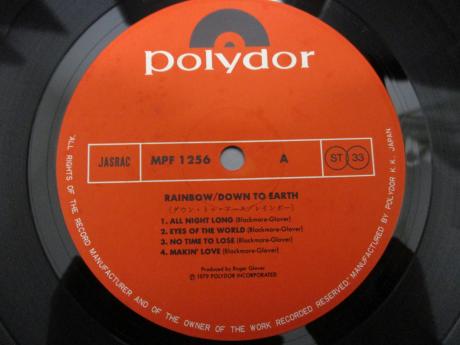 polydor
JASRAC
MPF 1256
A
ST 33
RAINBOW/DOWN TO EARTH
(ダウン・トゥ・アース/レインボー)
1. ALL NIGHT LONG (Blackmore-Glover)
2. EYES OF THE WORLD (Blackmore-Glover)
3. NO TIME TO LOSE (Blackmore-Glover)
4. MAKIN' LOVE (Blackmore-Glover)
Produced by Roger Glover
Ⓟ 1979 POLYDOR INCORPORATED
"ALL RIGHTS OF THE RECORD MANUFACTURER AND OF THE OWNER OF THE WORK RECORDED RESERVED." MANUFACTURED BY POLYDOR K.K. JAPAN